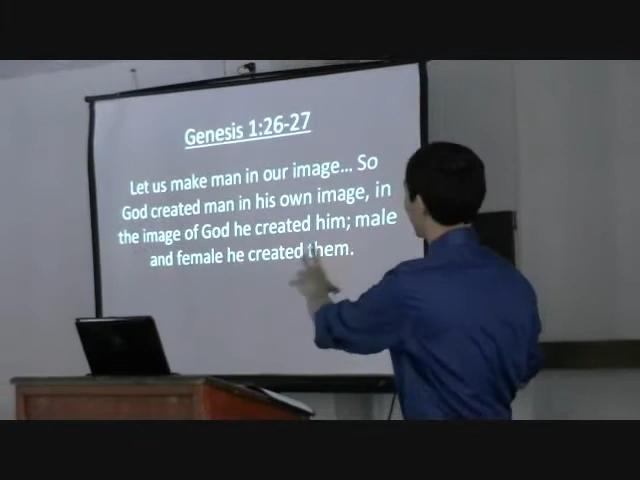 Genesis 1:26-27
Let us make man in our image... So
God created man in his own image, in
the image of God he created him; male
and female he created them.